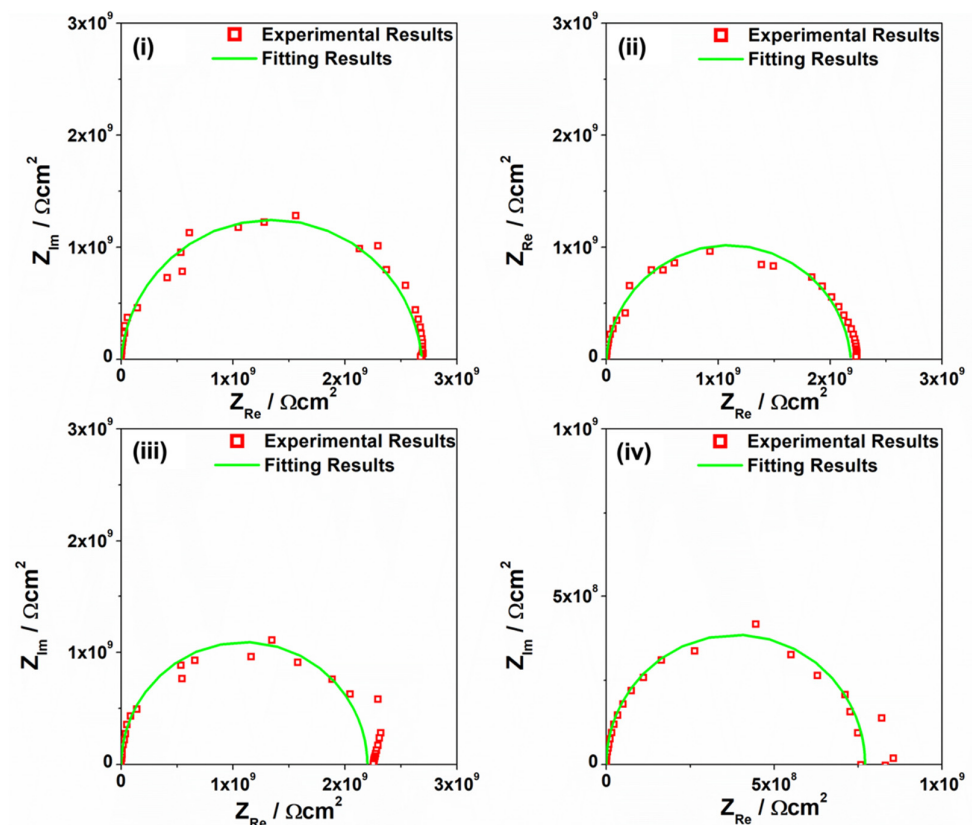 (i)
Experimental Results
Fitting Results
3x10⁹
2x10⁹
1x10⁹
0
Z_Im / Ωcm²
0 1x10⁹ 2x10⁹ 3x10⁹
Z_Re / Ωcm²
(ii)
Experimental Results
Fitting Results
3x10⁹
2x10⁹
1x10⁹
0
Z_Re / Ωcm²
0 1x10⁹ 2x10⁹ 3x10⁹
Z_Re / Ωcm²
(iii)
Experimental Results
Fitting Results
3x10⁹
2x10⁹
1x10⁹
0
Z_Im / Ωcm²
0 1x10⁹ 2x10⁹ 3x10⁹
Z_Re / Ωcm²
(iv)
Experimental Results
Fitting Results
1x10⁹
5x10⁸
0
Z_Im / Ωcm²
0 5x10⁸ 1x10⁹
Z_Re / Ωcm²